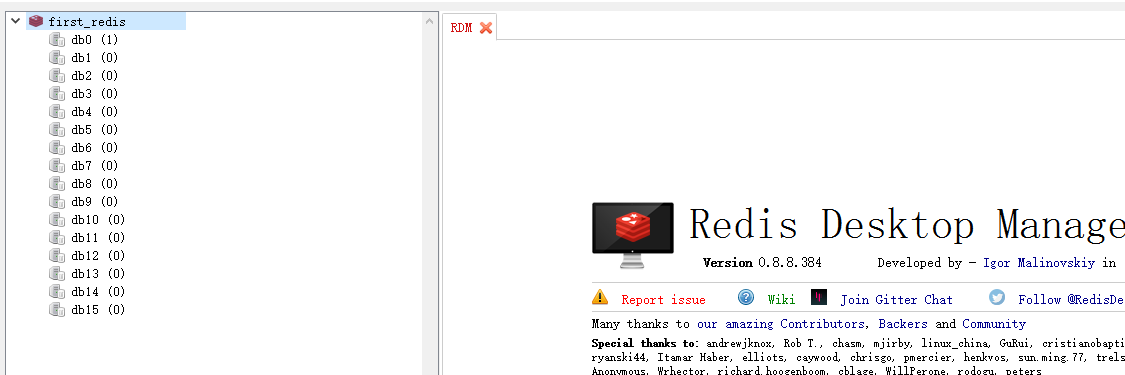 first_redis
db0 (1)
db1 (0)
db2 (0)
db3 (0)
db4 (0)
db5 (0)
db6 (0)
db7 (0)
db8 (0)
db9 (0)
db10 (0)
db11 (0)
db12 (0)
db13 (0)
db14 (0)
db15 (0)
RDM
Redis Desktop Manage
Version 0.8.8.384 Developed by - Igor Malinovskiy in
Report issue Wiki Join Gitter Chat Follow @RedisDe
Many thanks to our amazing Contributors, Backers and Community
Special thanks to: andrewjknox, Rob T., chasm, mjirby, linux_china, GuRui, cristianobapti
ryanski44, Itamar Haber, elliots, caywood, chrisgo, pmercier, henkvos, sun.ming.77, trels
Anonymous, Wrhector, richard.hoogenboom, cblage, WillPerone, rodogu, peters